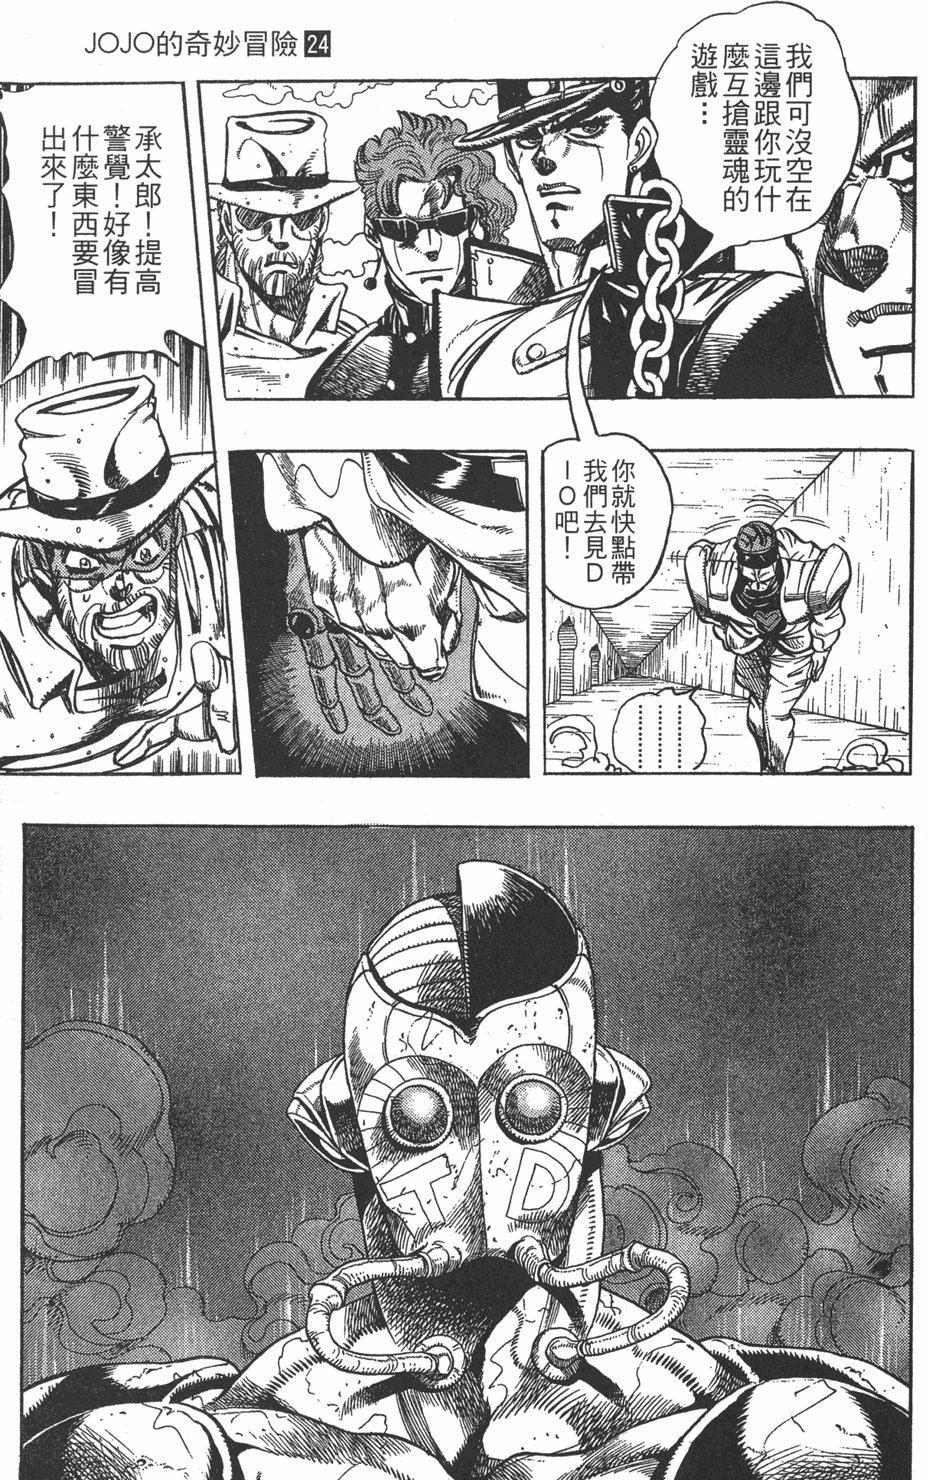 JOJO的奇妙冒險24
我們可沒空在
這邊跟你玩什
麼互搶靈魂的
遊戲…
你就快點帶
我們去見D
IO吧！
………
承太郎！提高
警覺！好像有
什麼東西要冒
出來了！
T D